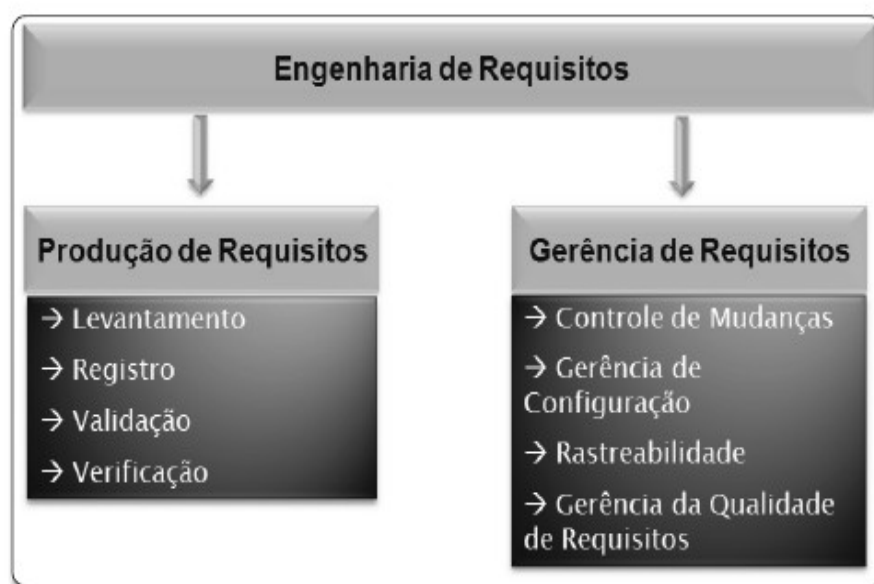 Engenharia de Requisitos
Produção de Requisitos
→ Levantamento
→ Registro
→ Validação
→ Verificação
Gerência de Requisitos
→ Controle de Mudanças
→ Gerência de
Configuração
→ Rastreabilidade
→ Gerência da Qualidade
de Requisitos